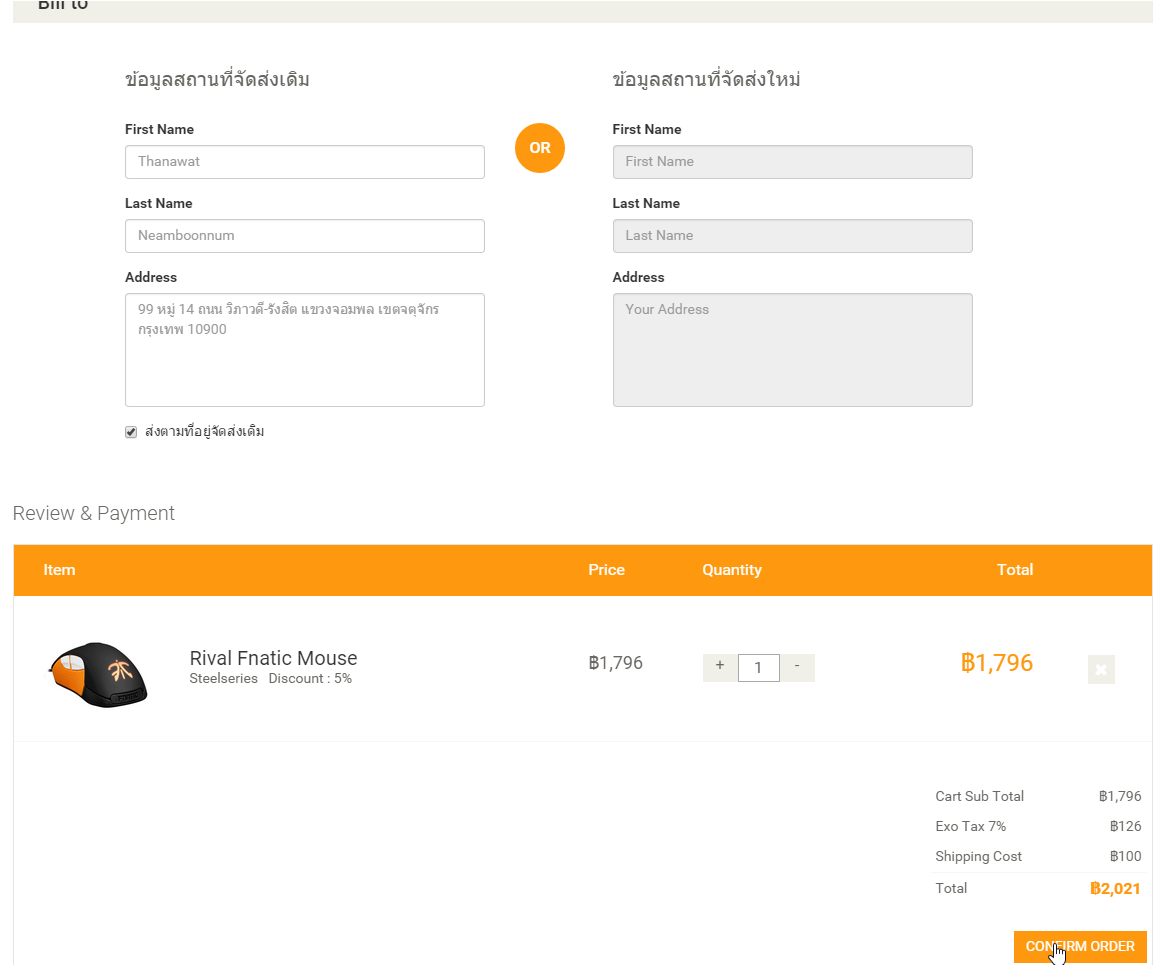 Bill to
ข้อมูลสถานที่จัดส่งเดิม
ข้อมูลสถานที่จัดส่งใหม่
First Name
Thanawat
OR
First Name
First Name
Last Name
Neamboonnum
Last Name
Last Name
Address
99 หมู่ 14 ถนน วิภาวดี-รังสิต แขวงจอมพล เขตจตุจักร
กรุงเทพ 10900
Address
Your Address
ส่งตามที่อยู่จัดส่งเดิม
Review & Payment
Item Price Quantity Total
Rival Fnatic Mouse
Steelseries Discount : 5%
฿1,796
+ 1 -
฿1,796
Cart Sub Total ฿1,796
Exo Tax 7% ฿126
Shipping Cost ฿100
Total ฿2,021
CONFIRM ORDER